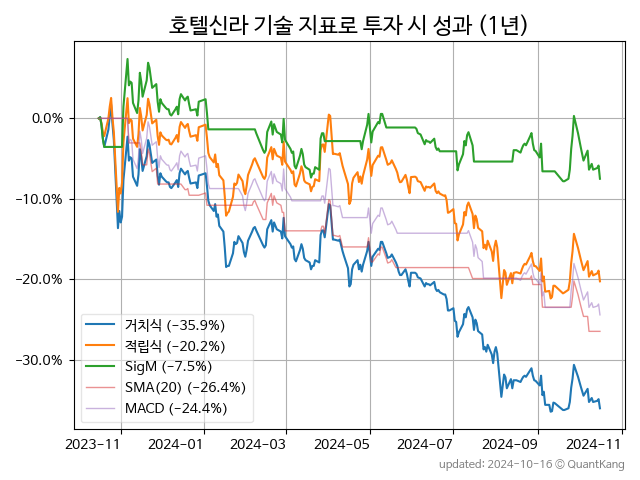 호텔신라 기술 지표로 투자 시 성과 (1년)
0.0%
−10.0%
−20.0%
−30.0%
거치식 (−35.9%)
적립식 (−20.2%)
SigM (−7.5%)
SMA(20) (−26.4%)
MACD (−24.4%)
2023−11 2024−01 2024−03 2024−05 2024−07 2024−09 2024−11
updated: 2024-10-16 © QuantKang